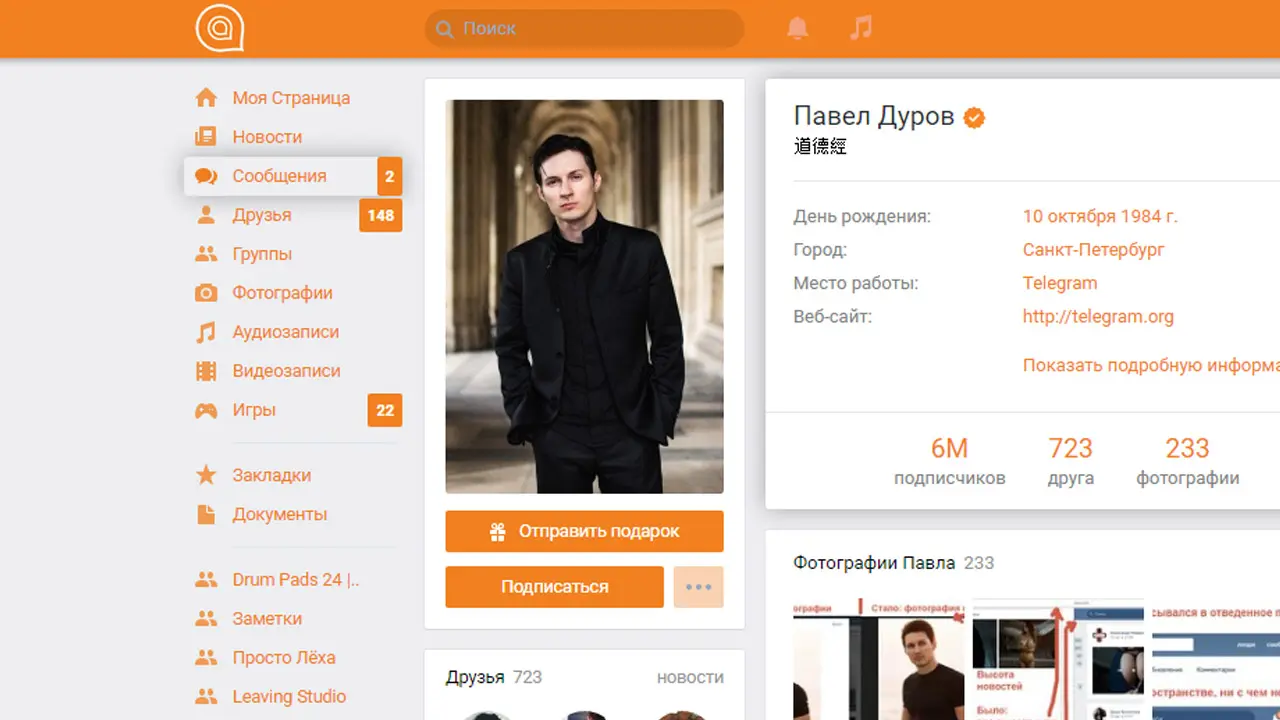 Поиск
Моя Страница
Новости
Сообщения 2
Друзья 148
Группы
Фотографии
Аудиозаписи
Видеозаписи
Игры 22
Закладки
Документы
Drum Pads 24 |..
Заметки
Просто Лёха
Leaving Studio
Отправить подарок
Подписаться
Друзья 723 новости
Павел Дуров
道德經
День рождения: 10 октября 1984 г.
Город: Санкт-Петербург
Место работы: Telegram
Веб-сайт: http://telegram.org
Показать подробную информа
6M 723 233
подписчиков друга фотографии
Фотографии Павла 233
ографии Стало: фотография
Высота
новостей
Было:
сывался в отведенное п
остранстве, ни с чем н